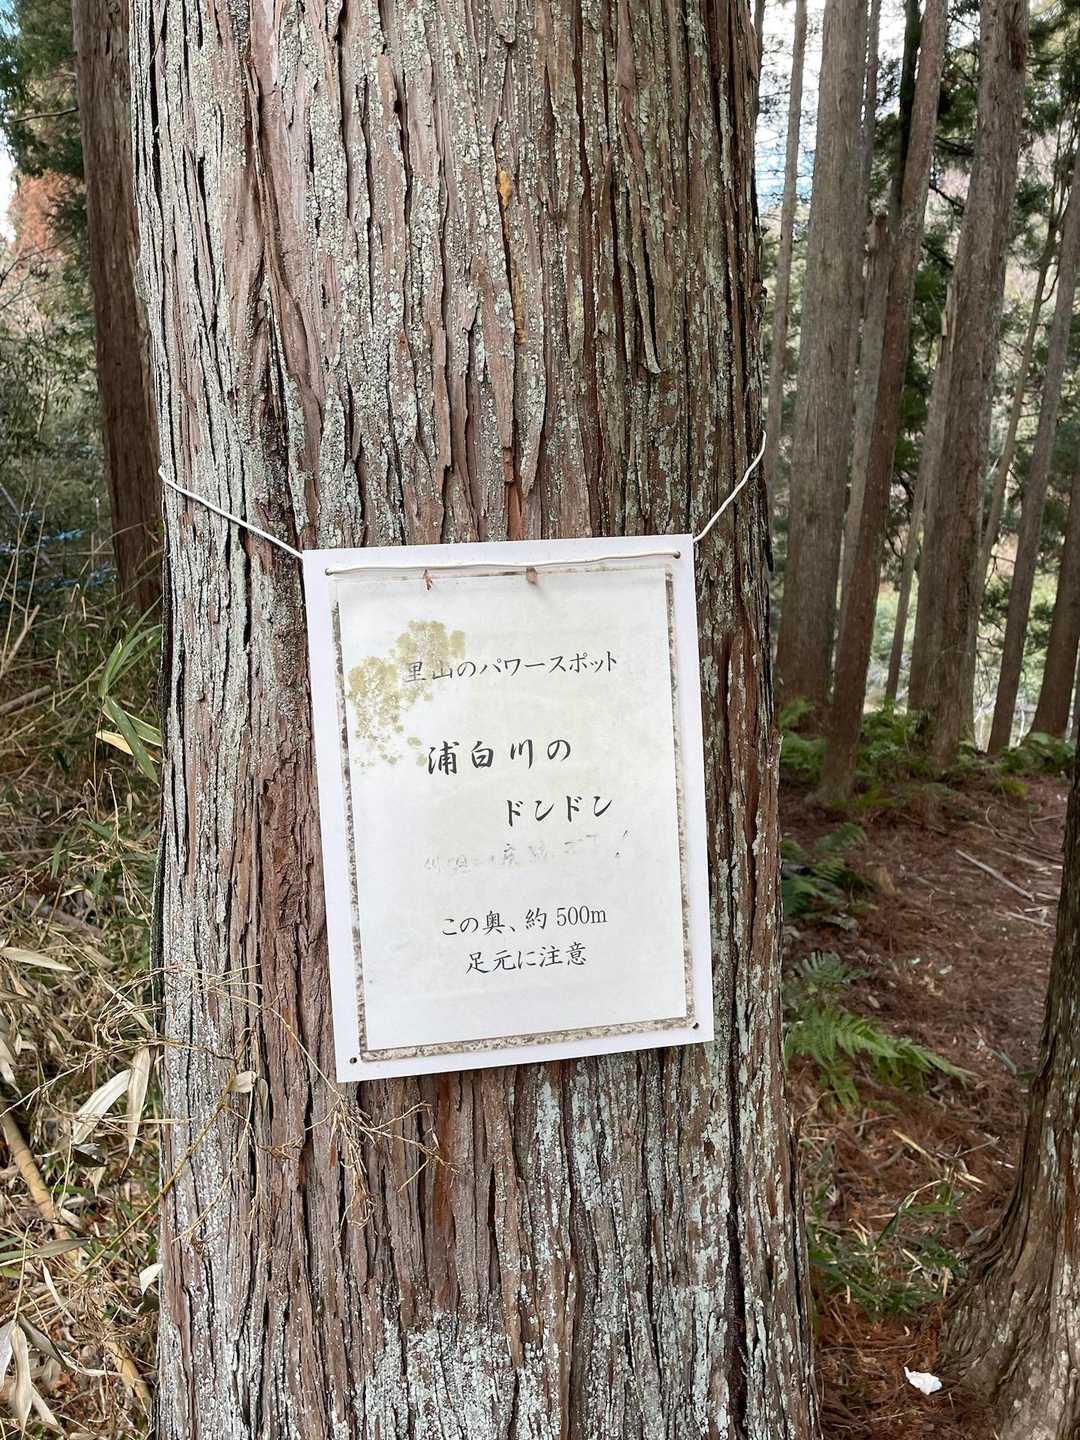 里山のパワースポット
浦白川の
ドンドン
この奥、約500m
足元に注意